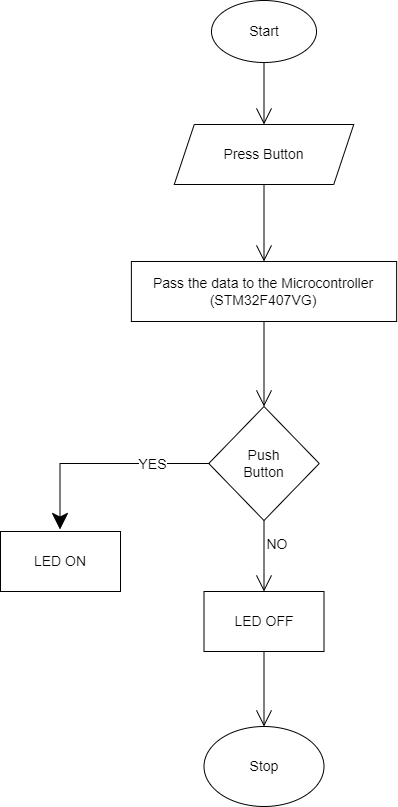 Start
Press Button
Pass the data to the Microcontroller
(STM32F407VG)
Push
Button
YES
LED ON
NO
LED OFF
Stop